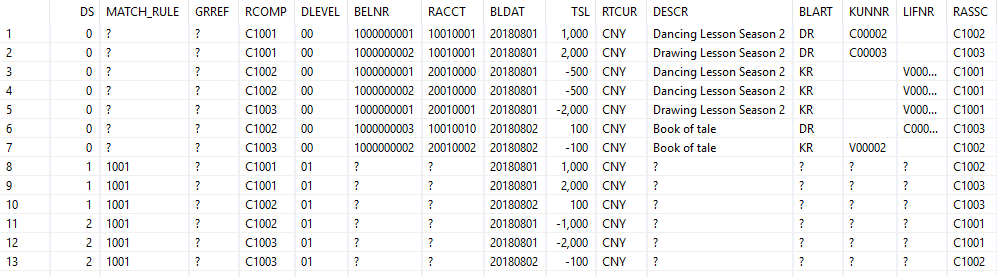 DS MATCH_RULE GRREF RCOMP DLEVEL BELNR RACCT BLDAT TSL RTCUR DESCR BLART KUNNR LIFNR RASSC
1 0 ? ? C1001 00 1000000001 10010001 20180801 1,000 CNY Dancing Lesson Season 2 DR C00002 C1002
2 0 ? ? C1001 00 1000000002 10010001 20180801 2,000 CNY Drawing Lesson Season 2 DR C00003 C1003
3 0 ? ? C1002 00 1000000001 20010000 20180801 -500 CNY Dancing Lesson Season 2 KR V000... C1001
4 0 ? ? C1002 00 1000000002 20010000 20180801 -500 CNY Dancing Lesson Season 2 KR V000... C1001
5 0 ? ? C1003 00 1000000001 20010001 20180801 -2,000 CNY Drawing Lesson Season 2 KR V000... C1001
6 0 ? ? C1002 00 1000000003 10010010 20180802 100 CNY Book of tale DR C000... C1003
7 0 ? ? C1003 00 1000000002 20010002 20180802 -100 CNY Book of tale KR V00002 C1002
8 1 1001 ? C1001 01 ? ? 20180801 1,000 CNY ? ? ? ? C1002
9 1 1001 ? C1001 01 ? ? 20180801 2,000 CNY ? ? ? ? C1003
10 1 1001 ? C1002 01 ? ? 20180802 100 CNY ? ? ? ? C1003
11 2 1001 ? C1002 01 ? ? 20180801 -1,000 CNY ? ? ? ? C1001
12 2 1001 ? C1003 01 ? ? 20180801 -2,000 CNY ? ? ? ? C1001
13 2 1001 ? C1003 01 ? ? 20180802 -100 CNY ? ? ? ? C1002